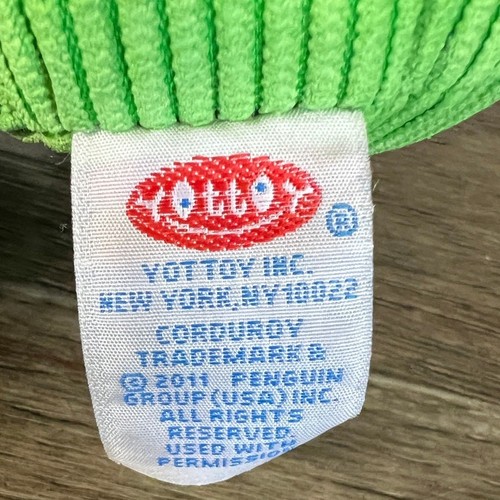 YOTTOY
®
YOTTOY INC.
NEW YORK, NY 10022
CORDUROY
TRADEMARK &
© 2011 PENGUIN
GROUP (USA) INC.
ALL RIGHTS
RESERVED.
USED WITH
PERMISSION